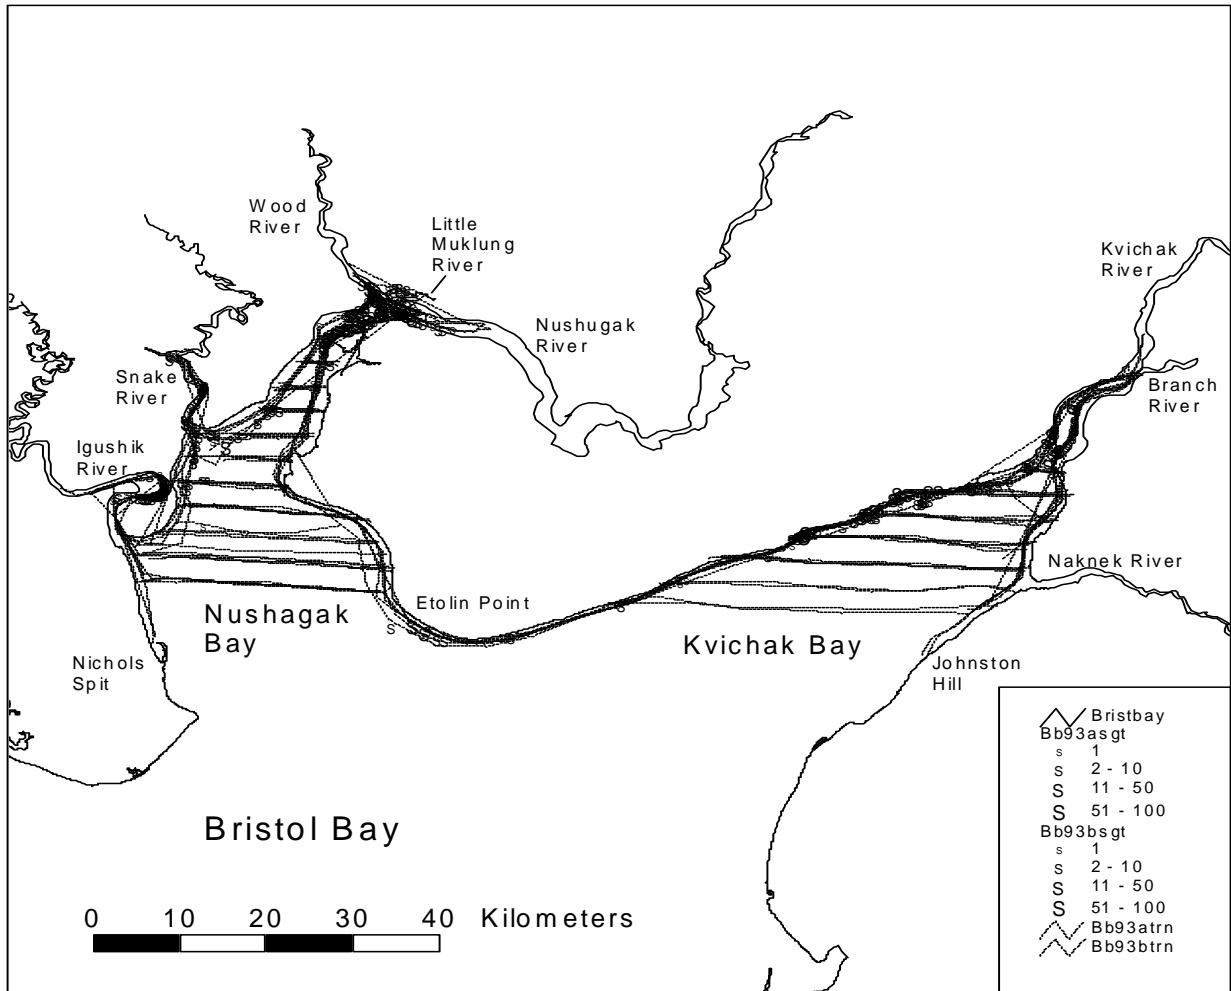 Wood
River
Little
Muklung
River
Kvichak
River
Nushugak
River
Snake
River
Branch
River
Igushik
River
Naknek River
Etolin Point
Nushagak
Bay
Kvichak Bay
Nichols
Spit
Johnston
Hill
Bristol Bay
0 10 20 30 40 Kilometers
Bristbay
Bb93asgt
s 1
s 2 - 10
S 11 - 50
S 51 - 100
Bb93bsgt
s 1
s 2 - 10
S 11 - 50
S 51 - 100
Bb93atrn
Bb93btrn